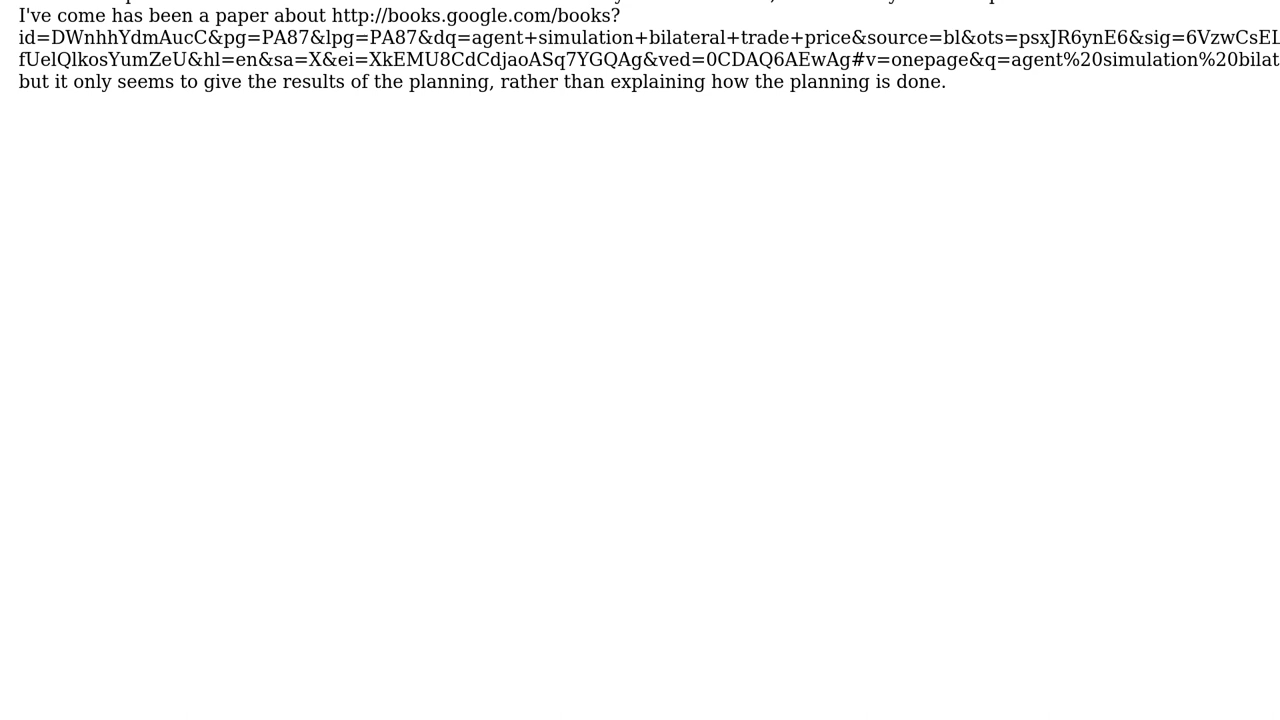 I've come has been a paper about http://books.google.com/books?
id=DWnhhYdmAucC&pg=PA87&lpg=PA87&dq=agent+simulation+bilateral+trade+price&source=bl&ots=psxJR6ynE6&sig=6VzwCsEL
fUelQlkosYumZeU&hl=en&sa=X&ei=XkEMU8CdCdjaoASq7YGQAg&ved=0CDAQ6AEwAg#v=onepage&q=agent%20simulation%20bilat
but it only seems to give the results of the planning, rather than explaining how the planning is done.